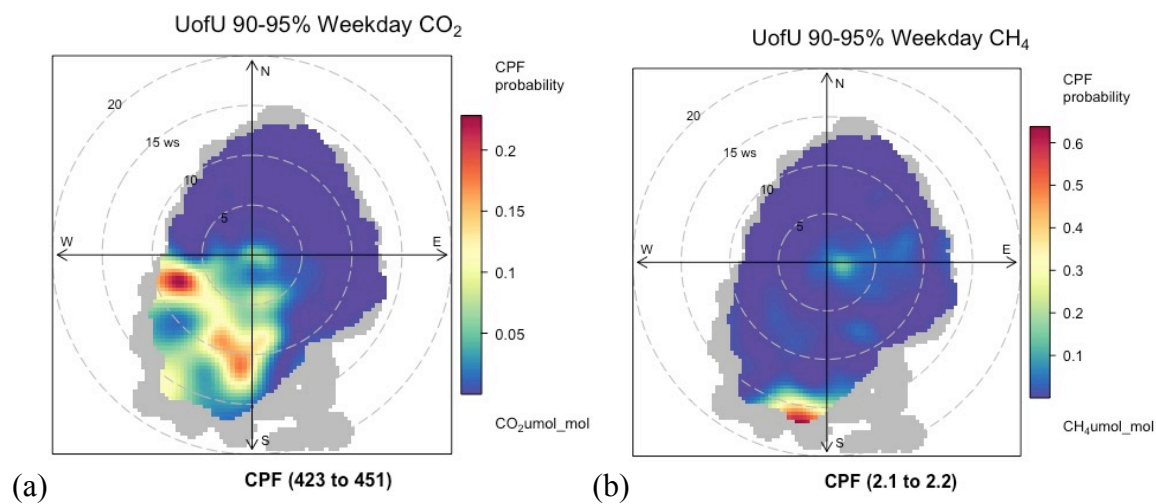 UofU 90-95% Weekday CO₂
CPF
probability
N
20
15 ws
10
5
W
E
S
0.2
0.15
0.1
0.05
CO₂umol_mol
(a)
CPF (423 to 451)
UofU 90-95% Weekday CH₄
CPF
probability
N
20
15 ws
10
5
W
E
S
0.6
0.5
0.4
0.3
0.2
0.1
CH₄umol_mol
(b)
CPF (2.1 to 2.2)